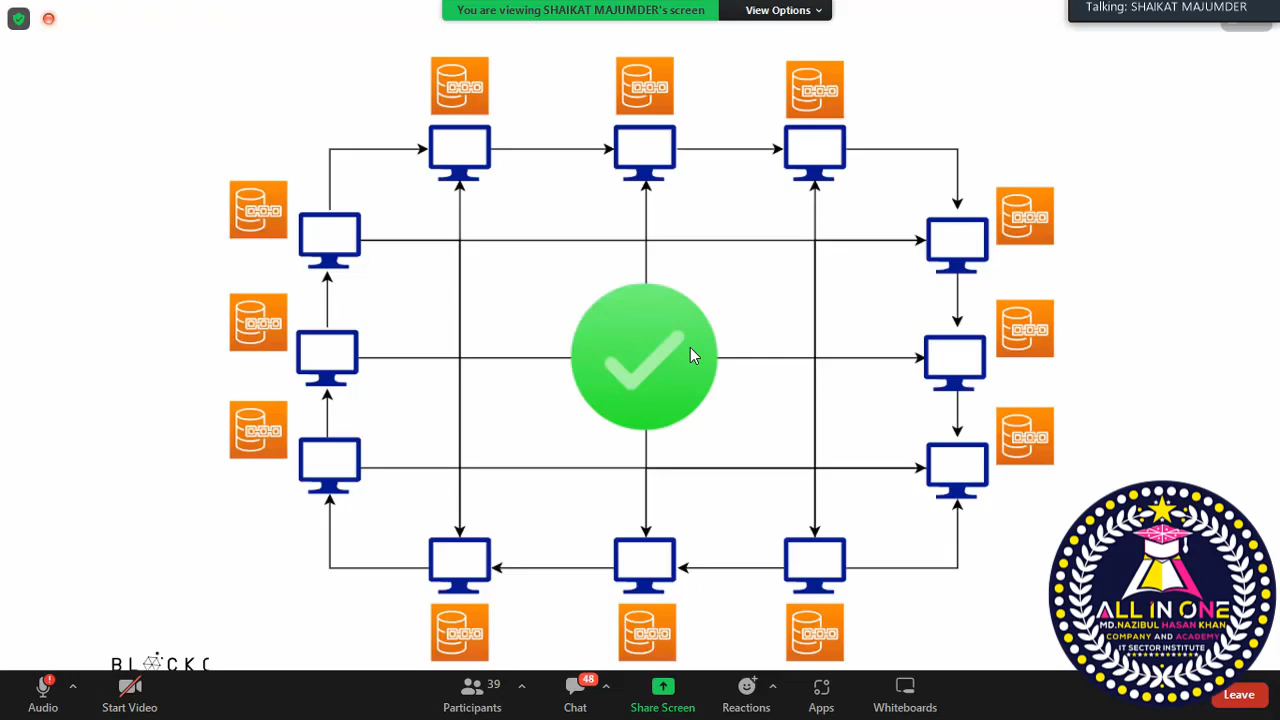 You are viewing SHAIKAT MAJUMDER's screen
View Options
Talking: SHAIKAT MAJUMDER
ALL IN ONE
MD.NAZIBUL HASAN KHAN
COMPANY AND ACADEMY
IT SECTOR INSTITUTE
BLOCKC
Audio
Start Video
39
Participants
48
Chat
Share Screen
Reactions
Apps
Whiteboards
Leave